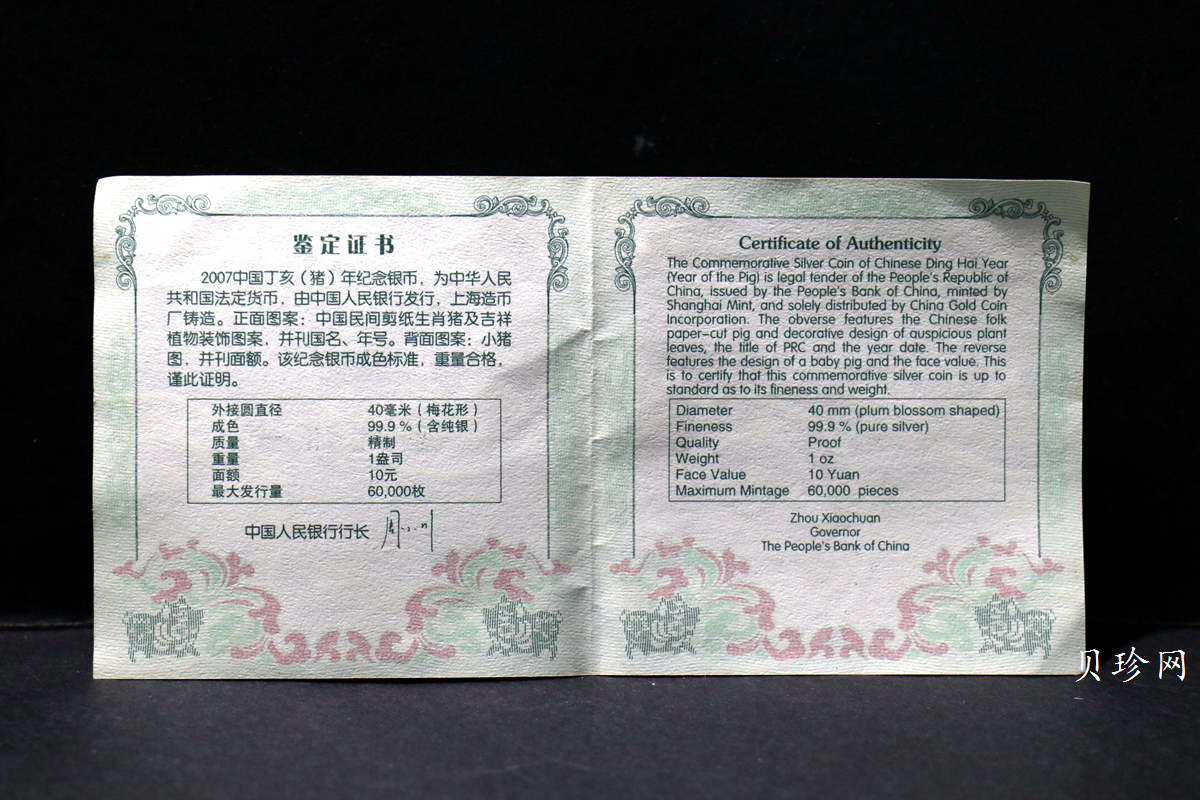 鉴定证书
2007中国丁亥（猪）年纪念银币，为中华人民
共和国法定货币，由中国人民银行发行，上海造币
厂铸造。正面图案：中国民间剪纸生肖猪及吉祥
植物装饰图案，并刊国名、年号。背面图案：小猪
图，并刊面额。该纪念银币成色标准，重量合格，
谨此证明。
外接圆直径 40毫米（梅花形）
成色 99.9％（含纯银）
质量 精制
重量 1盎司
面额 10元
最大发行量 60,000枚
中国人民银行行长
Certificate of Authenticity
The Commemorative Silver Coin of Chinese Ding Hai Year
(Year of the Pig) is legal tender of the People's Republic of
China, issued by the People's Bank of China, minted by
Shanghai Mint, and solely distributed by China Gold Coin
Incorporation. The obverse features the Chinese folk
paper-cut pig and decorative design of auspicious plant
leaves, the title of PRC and the year date. The reverse
features the design of a baby pig and the face value. This
is to certify that this commemorative silver coin is up to
standard as to its fineness and weight.
Diameter 40 mm (plum blossom shaped)
Fineness 99.9 % (pure silver)
Quality Proof
Weight 1 oz
Face Value 10 Yuan
Maximum Mintage 60,000 pieces
Zhou Xiaochuan
Governor
The People's Bank of China
贝珍网